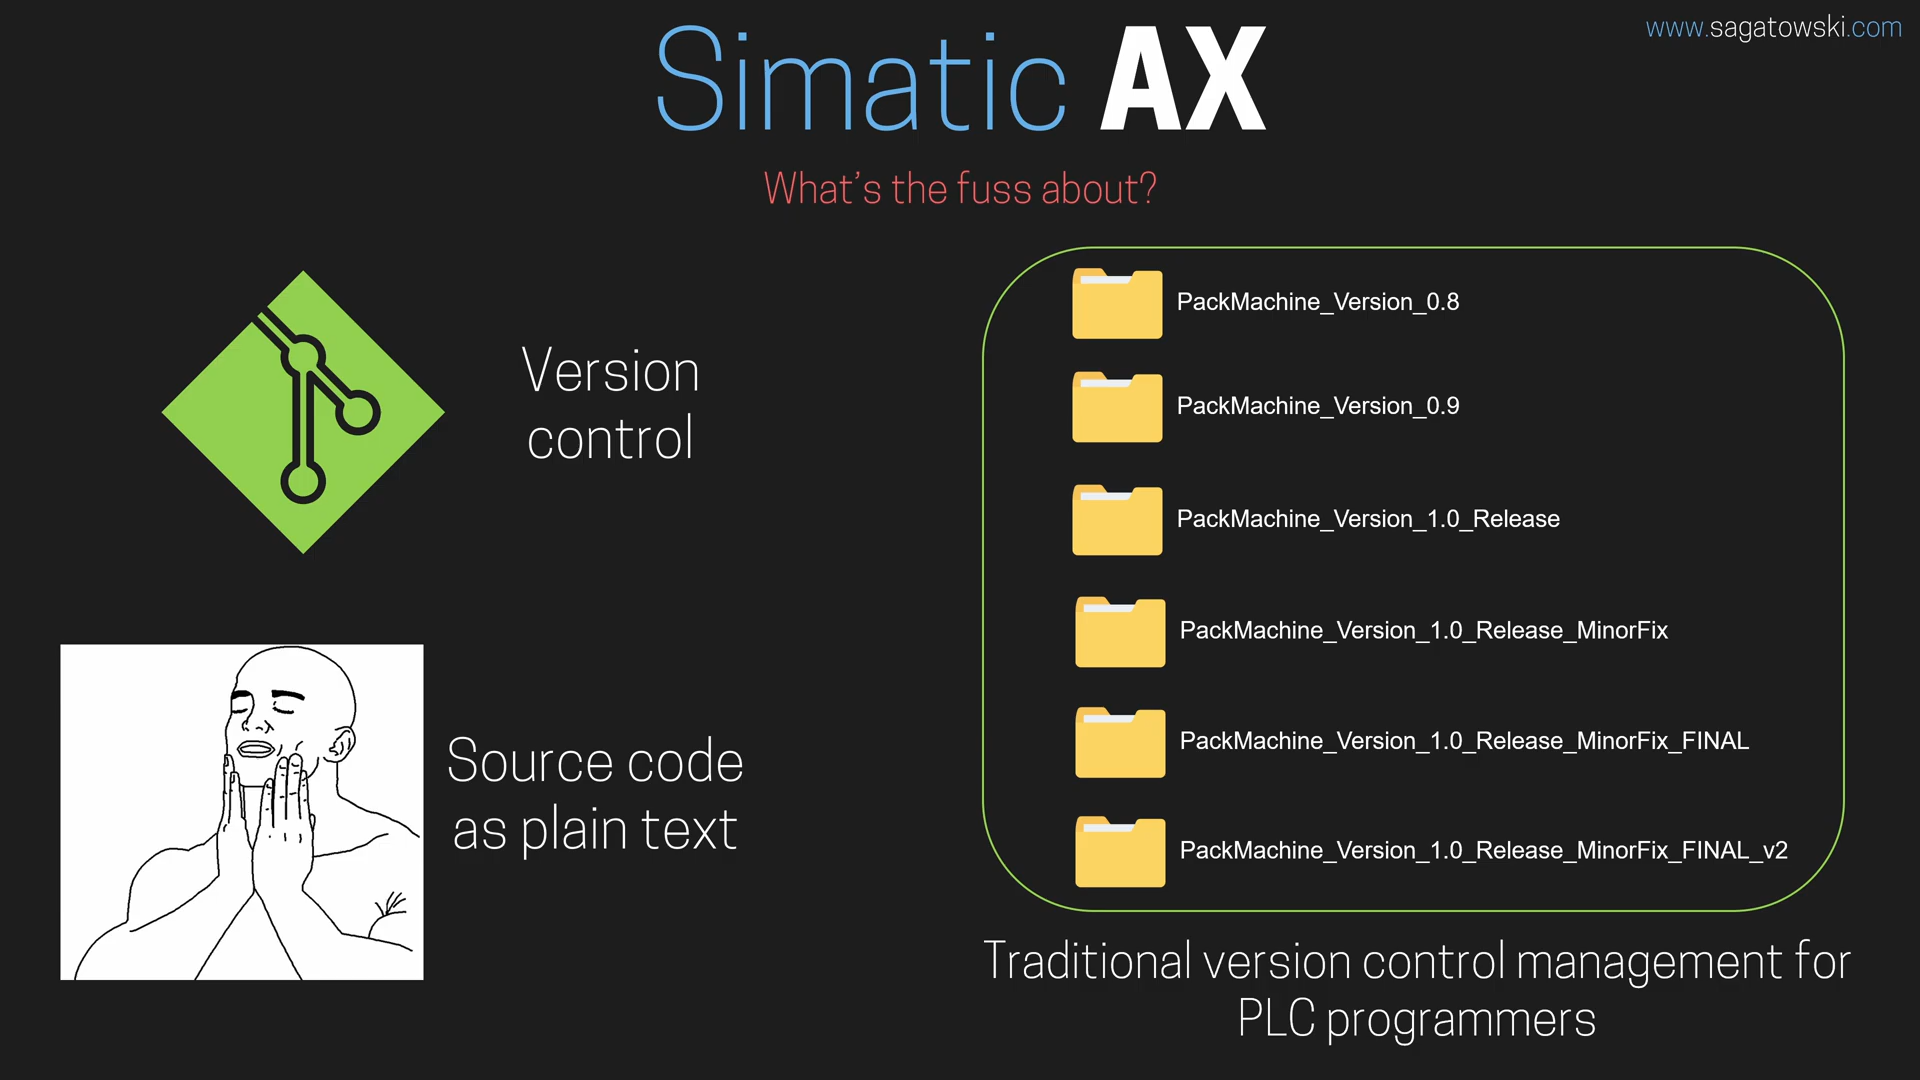 www.sagatowski.com
Simatic AX
What's the fuss about?
Version
control
Source code
as plain text
PackMachine_Version_0.8
PackMachine_Version_0.9
PackMachine_Version_1.0_Release
PackMachine_Version_1.0_Release_MinorFix
PackMachine_Version_1.0_Release_MinorFix_FINAL
PackMachine_Version_1.0_Release_MinorFix_FINAL_v2
Traditional version control management for
PLC programmers